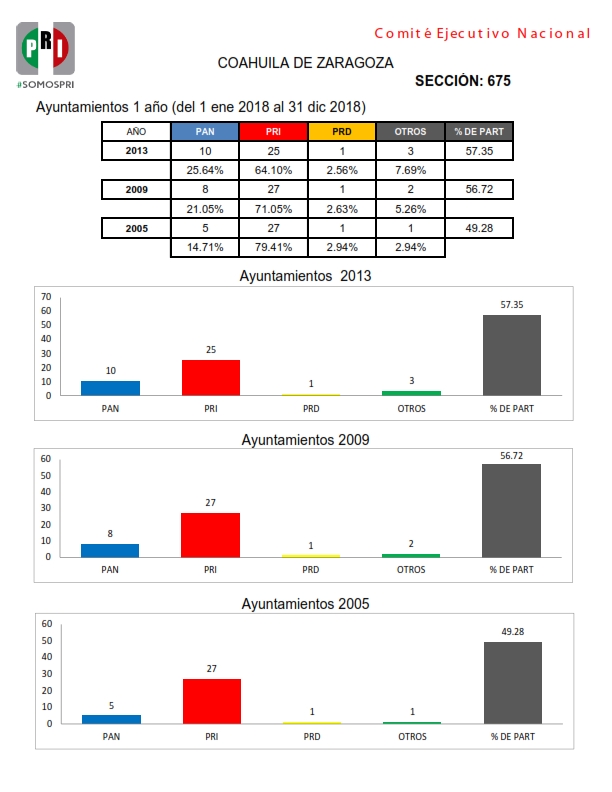 Comité Ejecutivo Nacional
PRI
#SOMOSPRI
COAHUILA DE ZARAGOZA
SECCIÓN: 675
Ayuntamientos 1 año (del 1 ene 2018 al 31 dic 2018)
AÑO PAN PRI PRD OTROS % DE PART
2013 10 25 1 3 57.35
25.64% 64.10% 2.56% 7.69%
2009 8 27 1 2 56.72
21.05% 71.05% 2.63% 5.26%
2005 5 27 1 1 49.28
14.71% 79.41% 2.94% 2.94%
Ayuntamientos 2013
70
60
50
40
30
20
10
0
10 25 1 3 57.35
PAN PRI PRD OTROS % DE PART
Ayuntamientos 2009
60
50
40
30
20
10
0
8 27 1 2 56.72
PAN PRI PRD OTROS % DE PART
Ayuntamientos 2005
60
50
40
30
20
10
0
5 27 1 1 49.28
PAN PRI PRD OTROS % DE PART